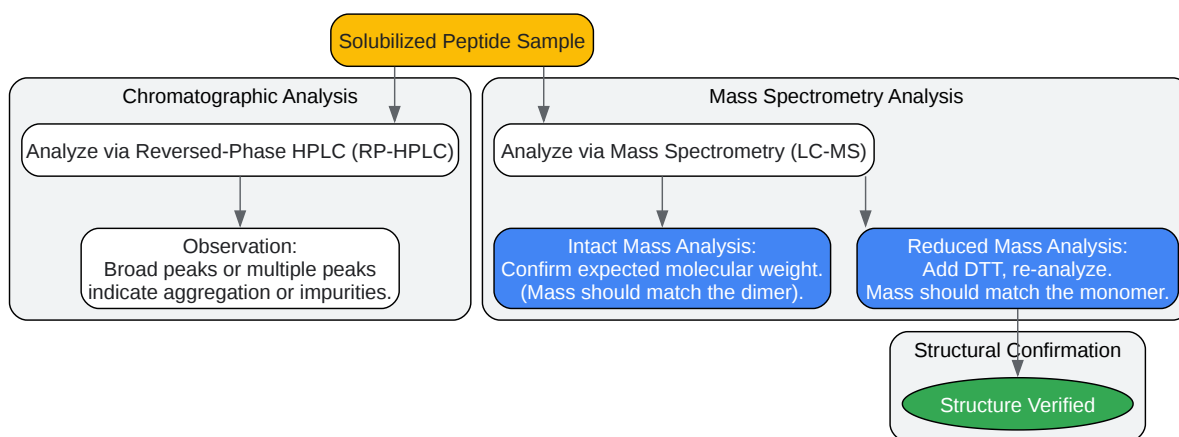 Solubilized Peptide Sample
Chromatographic Analysis
Mass Spectrometry Analysis
Analyze via Reversed-Phase HPLC (RP-HPLC)
Analyze via Mass Spectrometry (LC-MS)
Observation:
Broad peaks or multiple peaks
indicate aggregation or impurities.
Intact Mass Analysis:
Confirm expected molecular weight.
(Mass should match the dimer).
Reduced Mass Analysis:
Add DTT, re-analyze.
Mass should match the monomer.
Structural Confirmation
Structure Verified